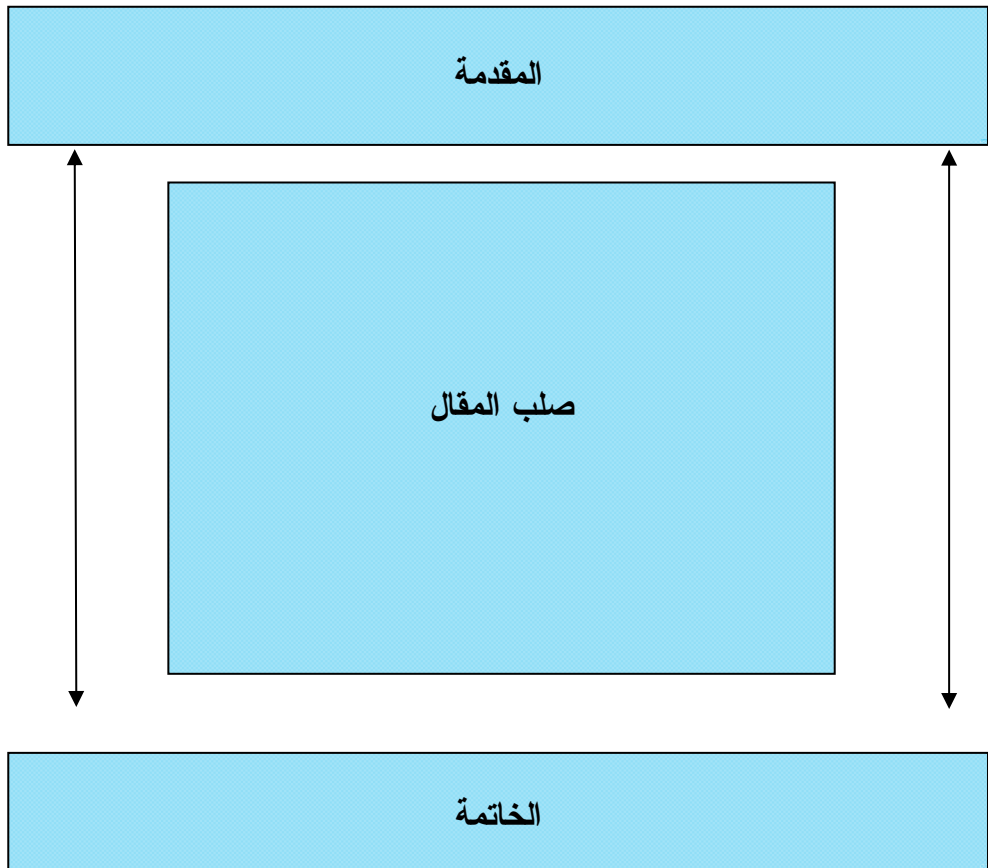 المقدمة
صلب المقال
الخاتمة